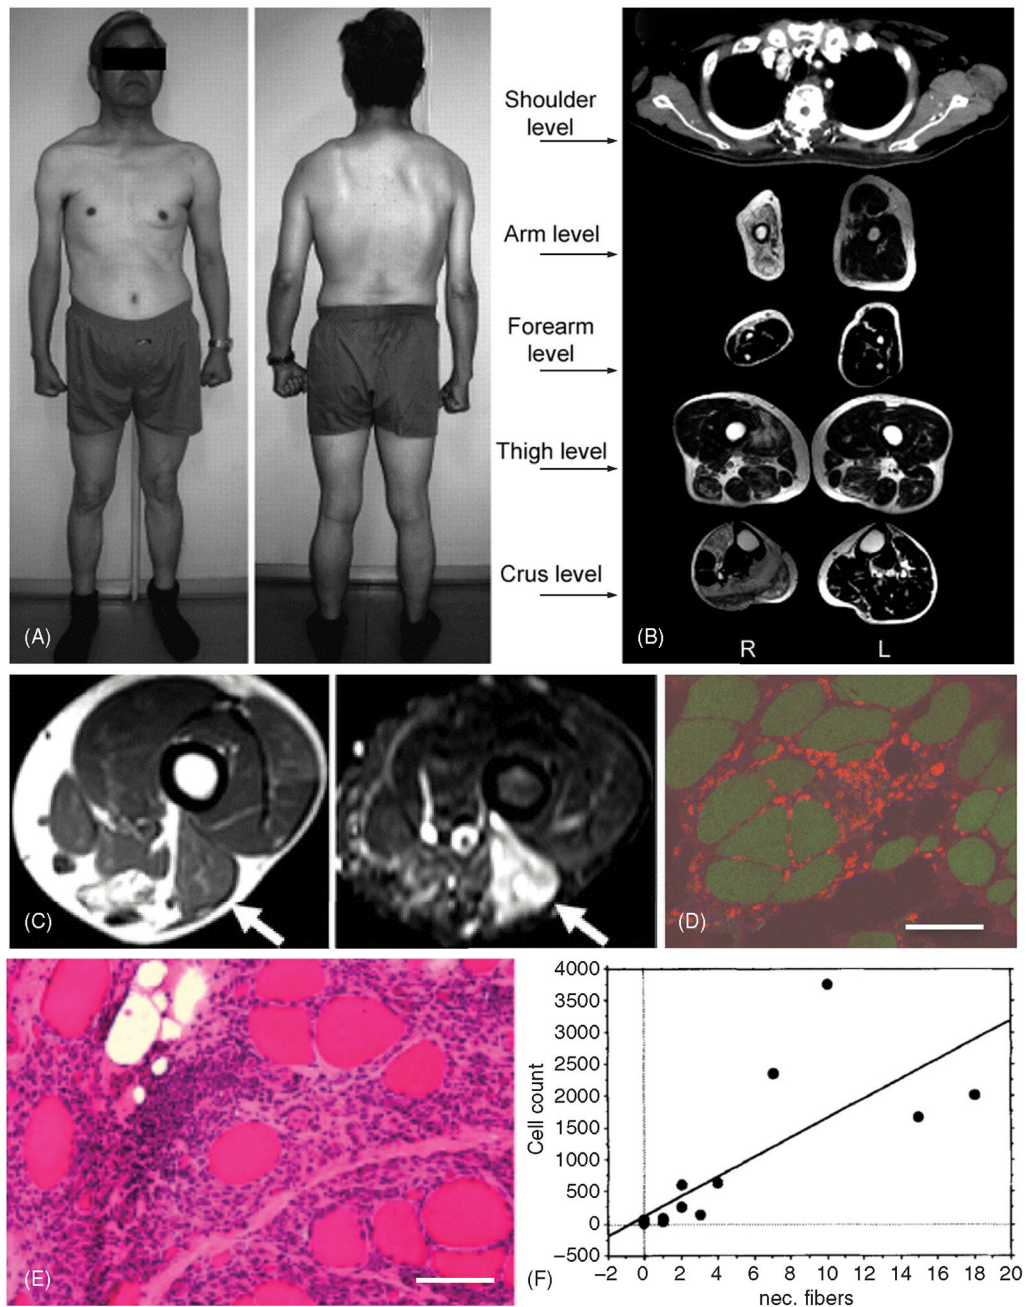 Shoulder
level
Arm level
Forearm
level
Thigh level
Crus level
(A)
(B)
R
L
(C)
(D)
(E)
(F)
Cell count
4000
3500
3000
2500
2000
1500
1000
500
0
−500
−2
0
2
4
6
8
10
12
14
16
18
20
nec. fibers